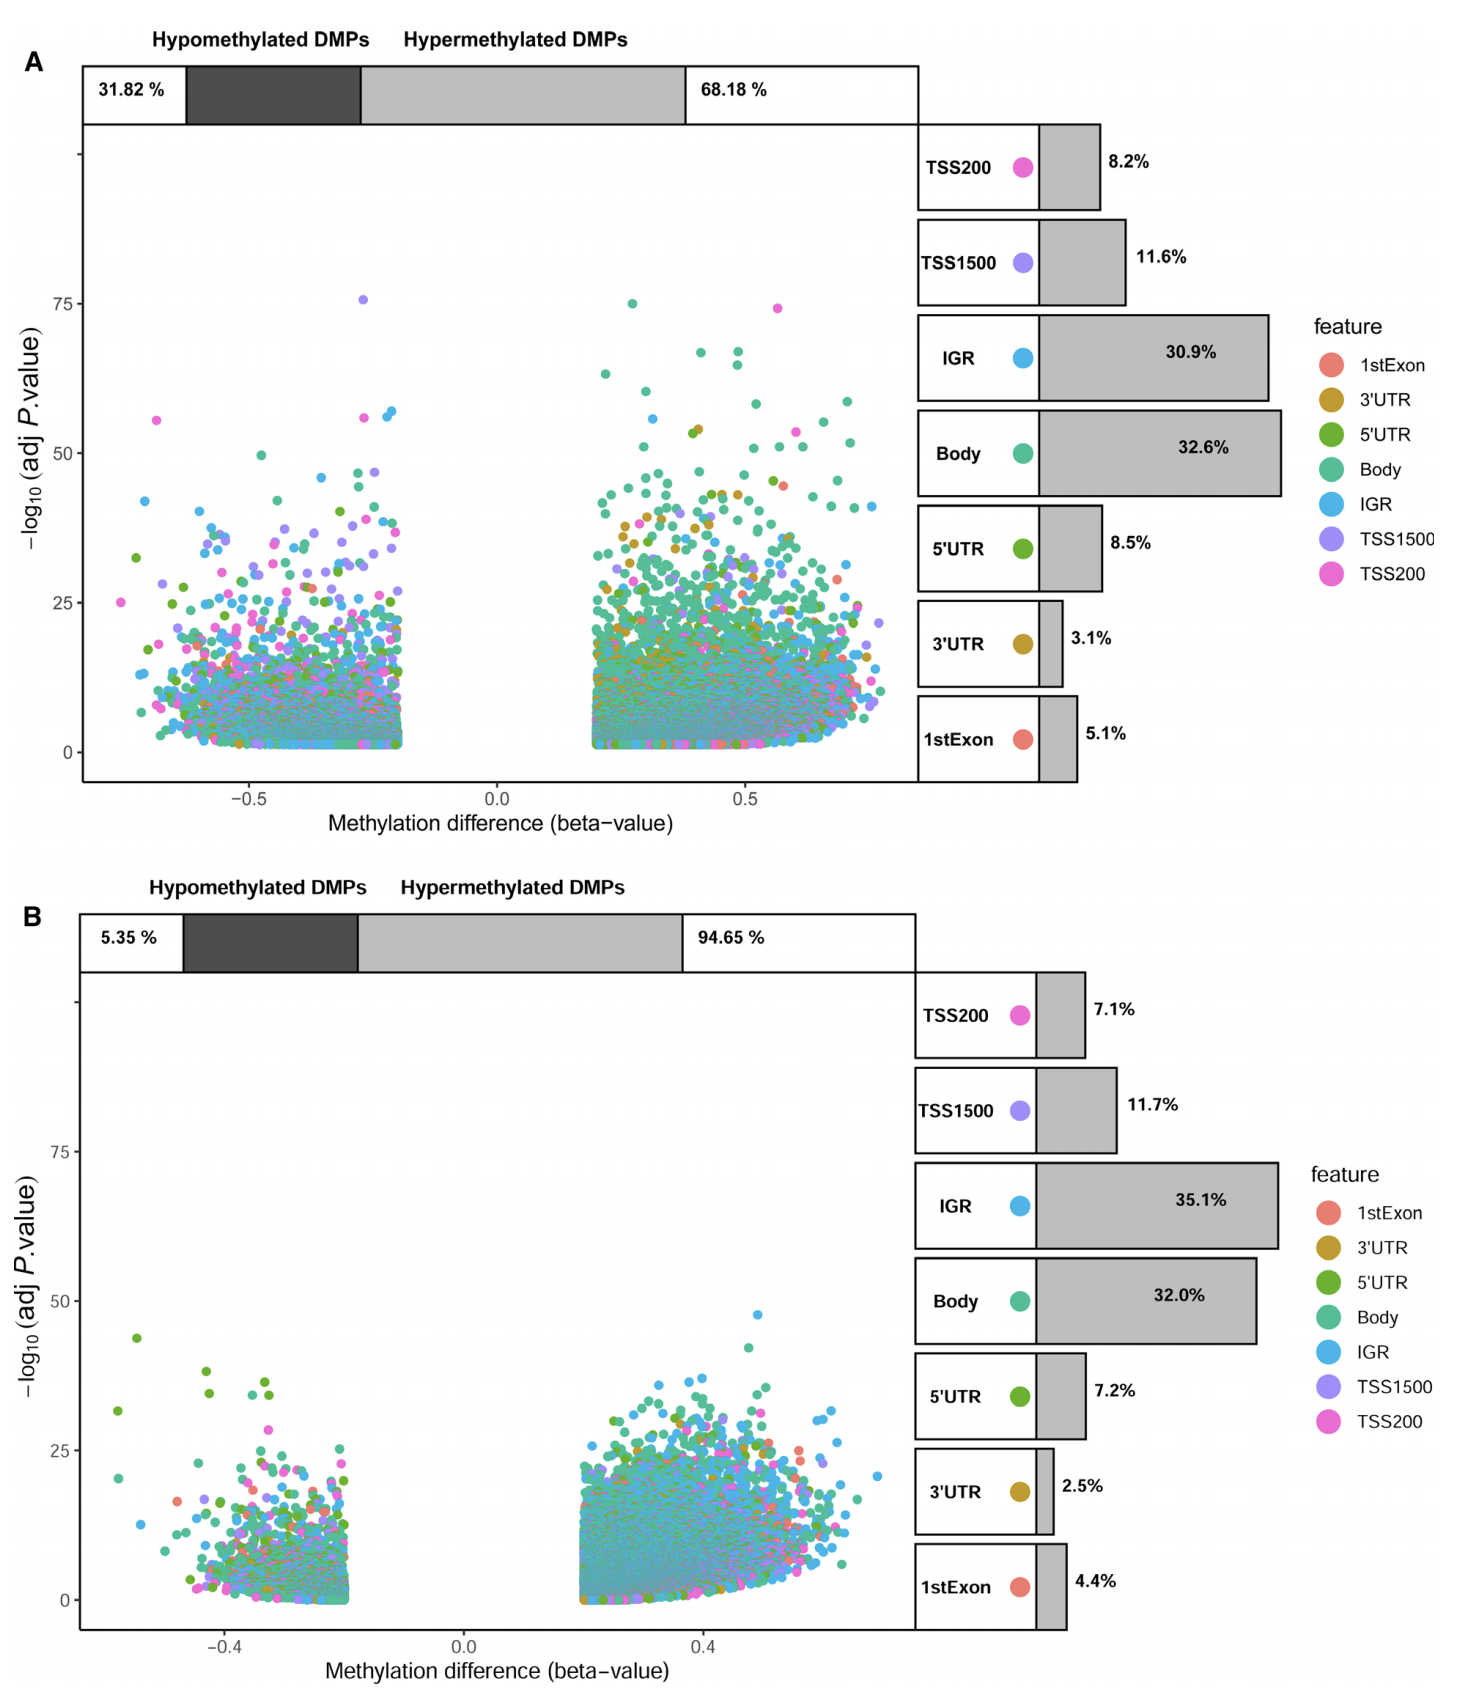 Hypomethylated DMPs Hypermethylated DMPs
A
31.82 % 68.18 %
TSS200 8.2%
TSS1500 11.6%
IGR 30.9%
Body 32.6%
5'UTR 8.5%
3'UTR 3.1%
1stExon 5.1%
75
50
25
0
−log10 (adj P.value)
−0.5 0.0 0.5
Methylation difference (beta−value)
feature
1stExon
3'UTR
5'UTR
Body
IGR
TSS1500
TSS200
Hypomethylated DMPs Hypermethylated DMPs
B
5.35 % 94.65 %
TSS200 7.1%
TSS1500 11.7%
IGR 35.1%
Body 32.0%
5'UTR 7.2%
3'UTR 2.5%
1stExon 4.4%
75
50
25
0
−log10 (adj P.value)
−0.4 0.0 0.4
Methylation difference (beta−value)
feature
1stExon
3'UTR
5'UTR
Body
IGR
TSS1500
TSS200